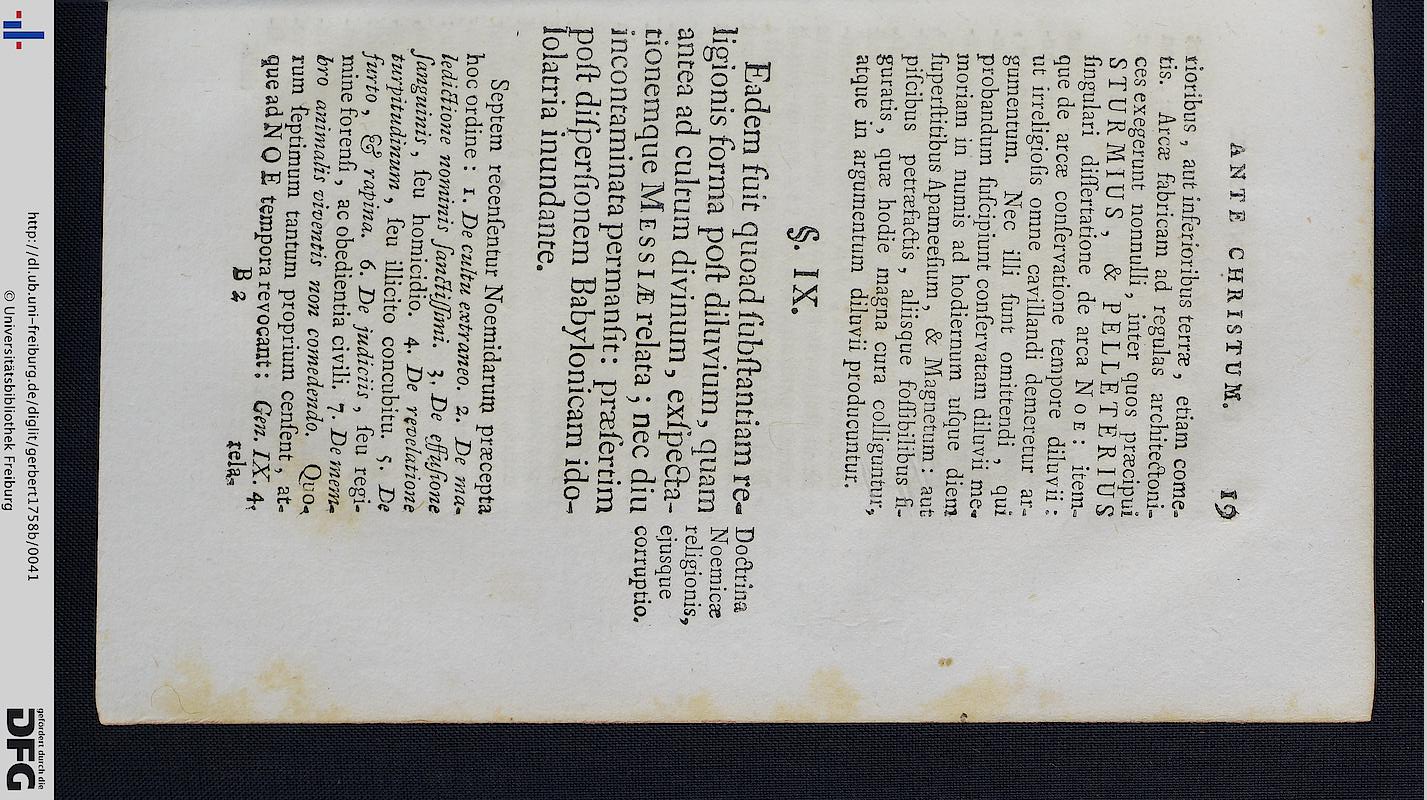 ANTE CHRISTUM. 19
rioribus, aut inferioribus terræ, etiam come-
tis. Arcæ fabricam ad regulas architectoni-
ces exegerunt nonnulli, inter quos præcipui
STURMIUS, & PELLETERIUS
ſingulari diſſertatione de arca NOE: item-
que de arcæ conſervatione tempore diluvii:
ut irreligioſis omne cavillandi demeretur ar-
gumentum. Nec illi ſunt omittendi, qui
probandum ſuſcipiunt conſervatam diluvii me-
moriam in numis ad hodiernum uſque diem
ſuperſtitibus Apameeſium, & Magnetum: aut
piſcibus petræfactis, aliisque foſſibilibus fi-
guratis, quæ hodie magna cura colliguntur,
atque in argumentum diluvii producuntur.
§. IX.
Eadem fuit quoad ſubſtantiam re-
ligionis forma poſt diluvium, quam
antea ad cultum divinum, exſpecta-
tionemque MESSIÆ relata; nec diu
incontaminata permanſit: præſertim
poſt diſperſionem Babylonicam ido-
lolatria inundante.
Doctrina
Noemicæ
religionis,
ejusque
corruptio.
Septem recenſentur Noemidarum præcepta
hoc ordine: 1. De cultu extraneo. 2. De ma-
ledictione nominis ſanctiſſimi. 3. De effuſione
ſanguinis, ſeu homicidio. 4. De revelatione
turpitudinum, ſeu illicito concubitu. 5. De
furto, & rapina. 6. De judiciis, ſeu regi-
mine forenſi, ac obedientia civili. 7. De mem-
bro animalis viventis non comedendo. Quo-
rum ſeptimum tantum proprium cenſent, at-
que ad NOE tempora revocant; Gen. IX. 4.
B 2 rela-
http://dl.ub.uni-freiburg.de/diglit/gerbert1758b/0041
© Universitätsbibliothek Freiburg
gefördert durch die
DFG